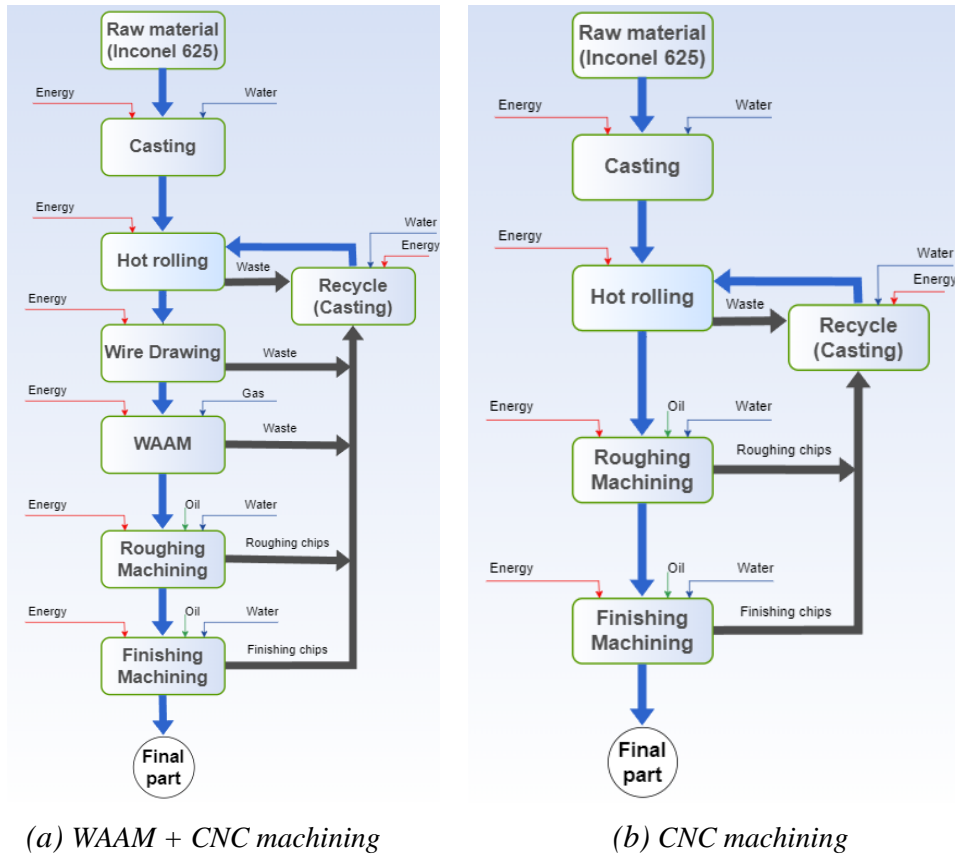 Raw material
(Inconel 625)
Energy
Water
Casting
Energy
Hot rolling
Waste
Water
Energy
Recycle
(Casting)
Energy
Wire Drawing
Waste
Energy
Gas
WAAM
Waste
Energy
Oil
Water
Roughing
Machining
Roughing chips
Energy
Oil
Water
Finishing
Machining
Finishing chips
Final
part
(a) WAAM + CNC machining
Raw material
(Inconel 625)
Energy
Water
Casting
Energy
Hot rolling
Waste
Water
Energy
Recycle
(Casting)
Energy
Oil
Water
Roughing
Machining
Roughing chips
Energy
Oil
Water
Finishing
Machining
Finishing chips
Final
part
(b) CNC machining